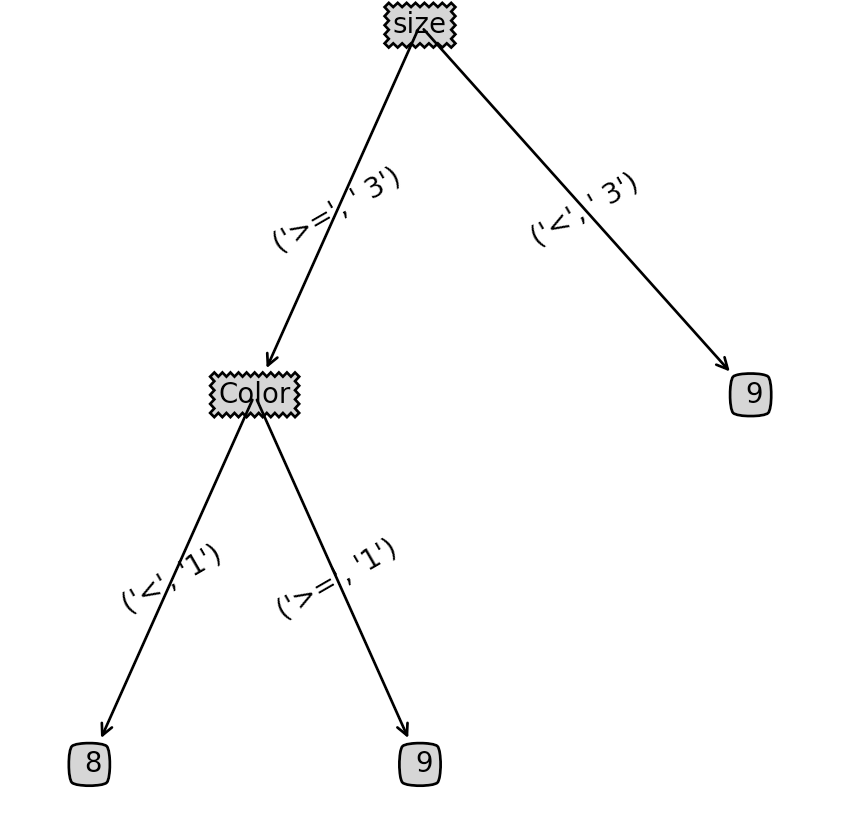 size
('>=', ' 3')
('<', ' 3')
Color
9
('<', '1')
('>=', '1')
8
9